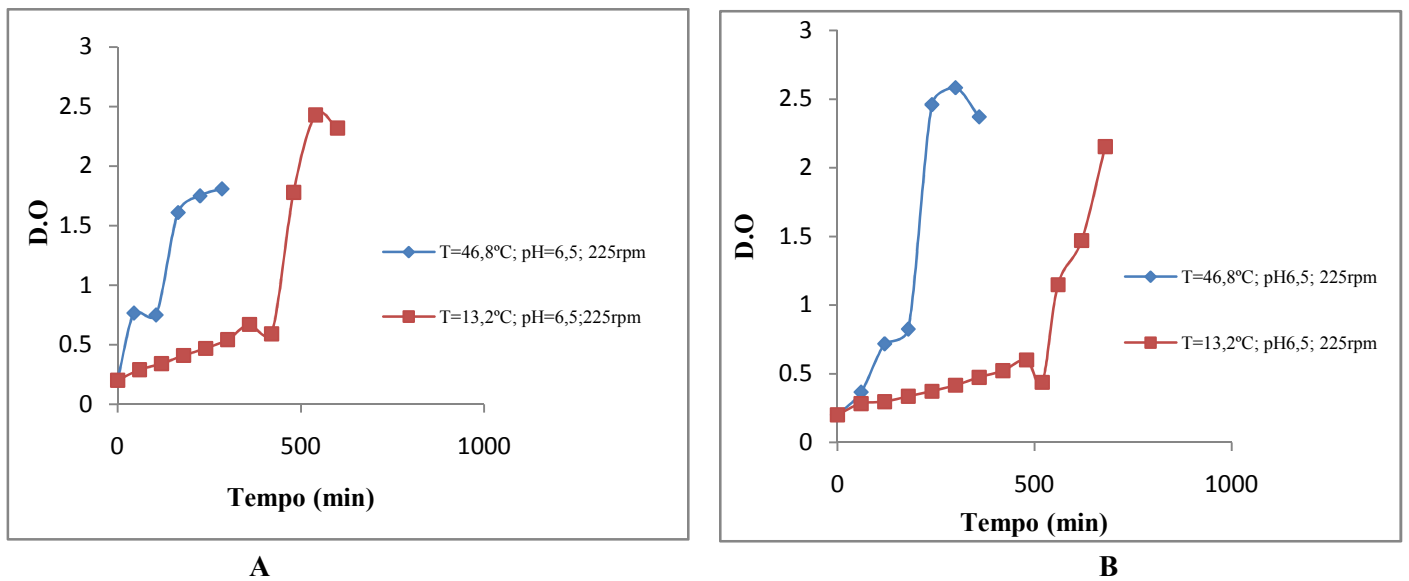 3
2.5
2
1.5
1
0.5
0
D.O
0
500
1000
Tempo (min)
T=46,8ºC; pH=6,5; 225rpm
T=13,2ºC; pH=6,5;225rpm
A
3
2.5
2
1.5
1
0.5
0
D.O
0
500
1000
Tempo (min)
T=46,8ºC; pH6,5; 225rpm
T=13,2ºC; pH6,5; 225rpm
B